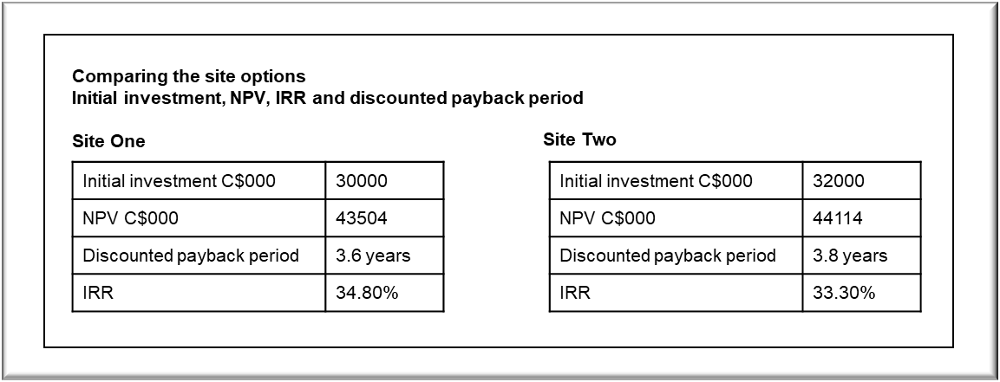 Comparing the site options
Initial investment, NPV, IRR and discounted payback period
Site One
Initial investment C$000 30000
NPV C$000 43504
Discounted payback period 3.6 years
IRR 34.80%
Site Two
Initial investment C$000 32000
NPV C$000 44114
Discounted payback period 3.8 years
IRR 33.30%